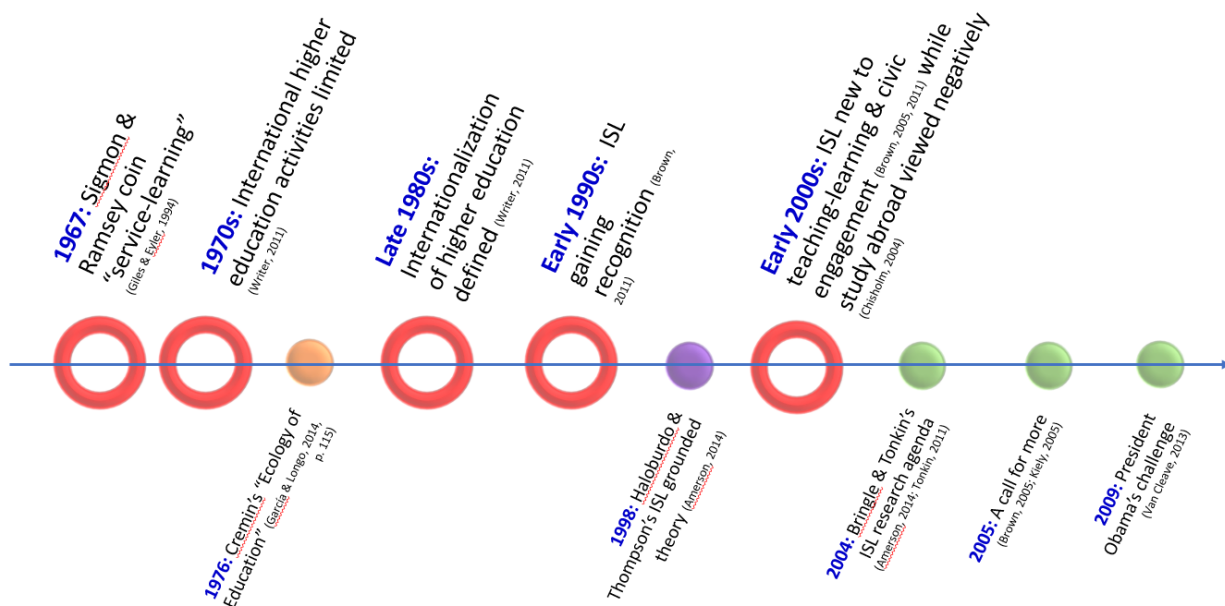 1967: Sigmon &
Ramsey coin
“service-learning”
(Giles & Eyler, 1994)
1970s: International higher
education activities limited
(Writer, 2011)
1976: Cremin's “Ecology of
Education” (Garcia & Longo, 2014,
p. 115)
Late 1980s:
Internationalization
of higher education
defined (Writer, 2011)
Early 1990s: ISL
gaining
recognition (Brown,
2011)
1998: Haloburdo &
Thompson's ISL grounded
theory (Amerson, 2014)
Early 2000s: ISL new to
teaching-learning & civic
engagement (Brown, 2005, 2011) while
study abroad viewed negatively
(Chisholm, 2004)
2004: Bringle & Tonkin's
ISL research agenda
(Amerson, 2014; Tonkin, 2011)
2005: A call for more
(Brown, 2005; Kiely, 2005)
2009: President
Obama's challenge
(Van Cleave, 2013)